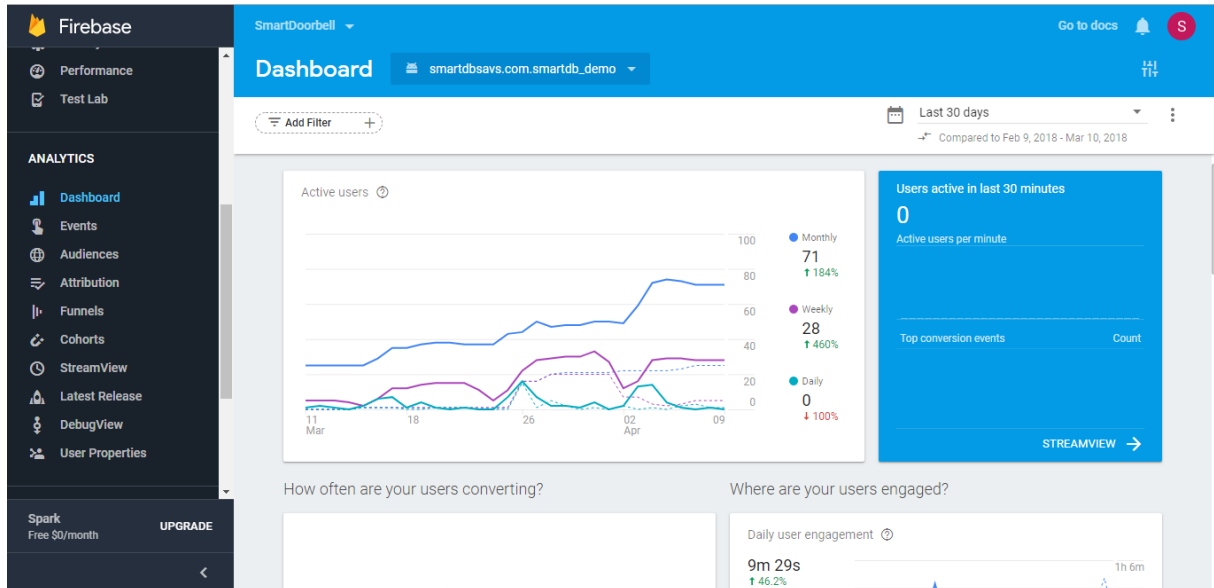 Firebase
SmartDoorbell
Go to docs
S
Dashboard
smartdbsavs.com.smartdb_demo
Performance
Test Lab
ANALYTICS
Dashboard
Events
Audiences
Attribution
Funnels
Cohorts
StreamView
Latest Release
DebugView
User Properties
Spark
Free $0/month
UPGRADE
Add Filter
Last 30 days
Compared to Feb 9, 2018 - Mar 10, 2018
Active users
100
80
60
40
20
0
11
Mar
18
26
02
Apr
09
Monthly
71
184%
Weekly
28
460%
Daily
0
100%
Users active in last 30 minutes
0
Active users per minute
Top conversion events Count
STREAMVIEW
How often are your users converting?
Where are your users engaged?
Daily user engagement
9m 29s
46.2%
1h 6m